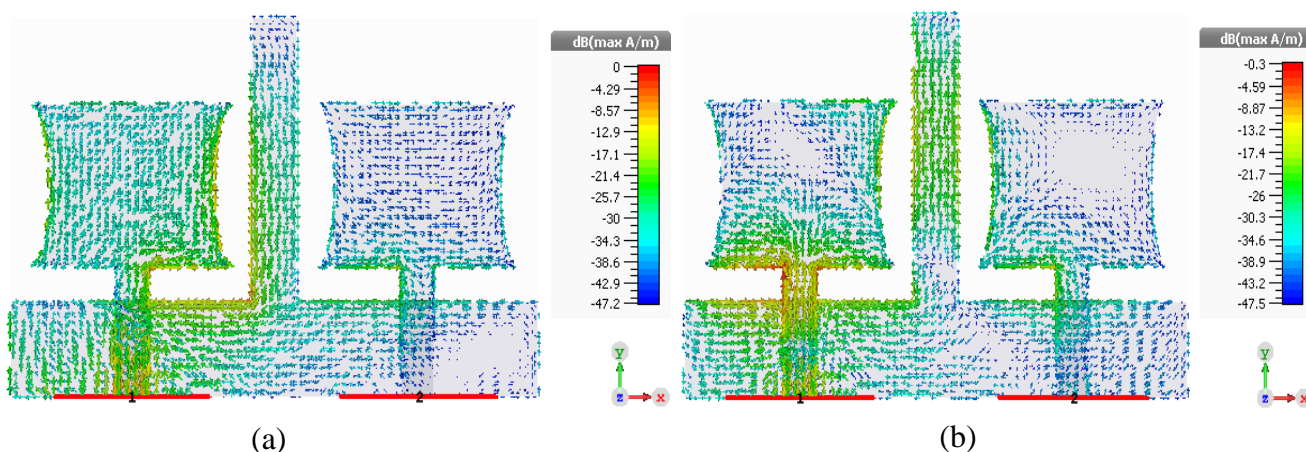 dB(max A/m)
0
-4.29
-8.57
-12.9
-17.1
-21.4
-25.7
-30
-34.3
-38.6
-42.9
-47.2
y
z
x
1
2
(a)
dB(max A/m)
-0.3
-4.59
-8.87
-13.2
-17.4
-21.7
-26
-30.3
-34.6
-38.9
-43.2
-47.5
y
z
x
1
2
(b)